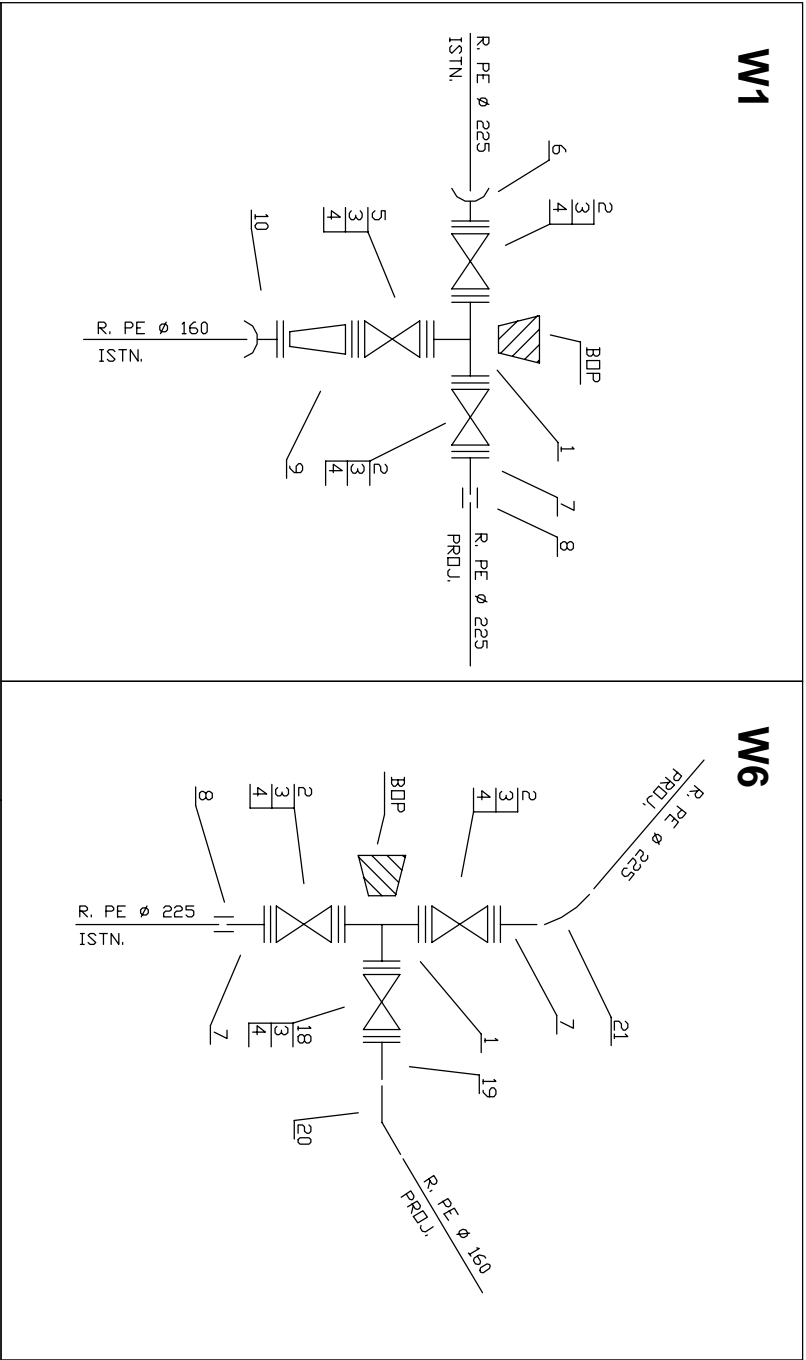 W1
R. PE ø 225
ISTN.
6
2
3
4
5
3
4
10
R. PE ø 160
ISTN.
BOP
1
7
8
9
2
3
4
R. PE ø 225
PROJ.
W6
R. PE ø 225
PROJ.
2
3
4
BOP
2
3
4
8
R. PE ø 225
ISTN.
21
7
1
19
18
3
4
7
20
R. PE ø 160
PROJ.